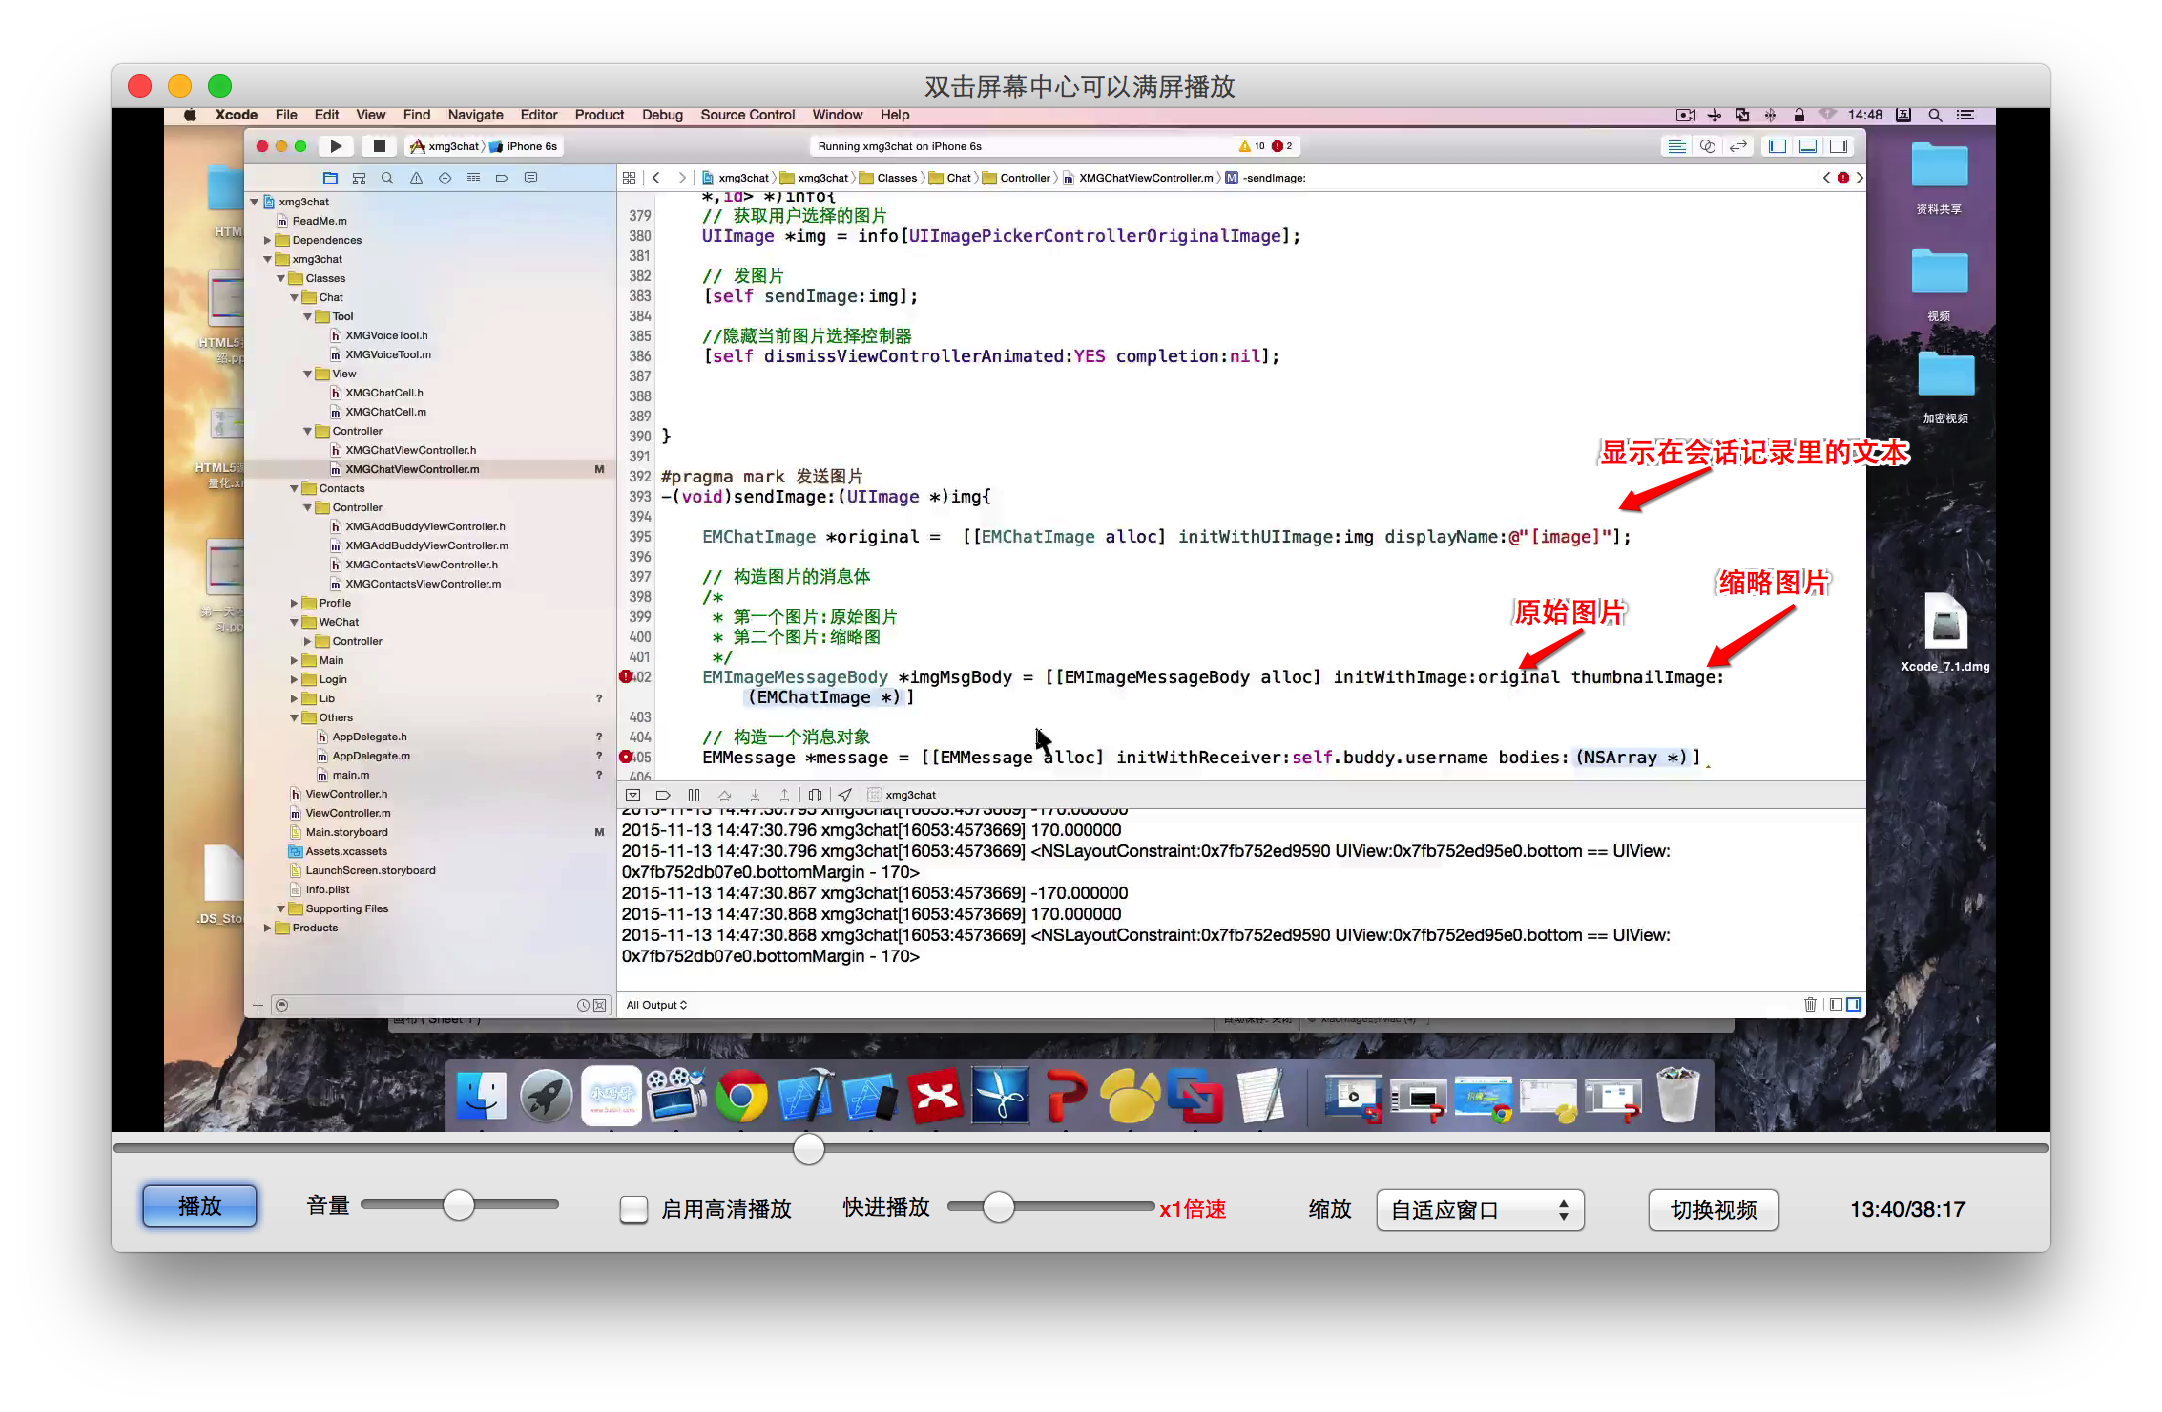 双击屏幕中心可以满屏播放
Xcode File Edit View Find Navigate Editor Product Debug Source Control Window Help 14:48
xmg3chat iPhone 6s Running xmg3chat on iPhone 6s 10 2
xmg3chat xmg3chat Classes Chat Controller XMGChatViewController.m M -sendImage:
xmg3chat
ReadMe.m
Dependences
xmg3chat
Classes
Chat
Tool
XMGVoiceTool.h
XMGVoiceTool.m
View
XMGChatCell.h
XMGChatCell.m
Controller
XMGChatViewController.h
XMGChatViewController.m M
Contacts
Controller
XMGAddBuddyViewController.h
XMGAddBuddyViewController.m
XMGContactsViewController.h
XMGContactsViewController.m
Profile
WeChat
Controller
Main
Login
Lib ?
Others
AppDelegate.h ?
AppDelegate.m ?
main.m ?
ViewController.h
ViewController.m
Main.storyboard M
Assets.xcassets
LaunchScreen.storyboard
Info.plist
Supporting Files
Products
*,id> *)info{
379 // 获取用户选择的图片
380 UIImage *img = info[UIImagePickerControllerOriginalImage];
381
382 // 发图片
383 [self sendImage:img];
384
385 //隐藏当前图片选择控制器
386 [self dismissViewControllerAnimated:YES completion:nil];
387
388
389
390 }
391
392 #pragma mark 发送图片
393 -(void)sendImage:(UIImage *)img{
394
395 EMChatImage *original = [[EMChatImage alloc] initWithUIImage:img displayName:@"[image]"];
396
397 // 构造图片的消息体
398 /*
399 * 第一个图片:原始图片
400 * 第二个图片:缩略图
401 */
402 EMImageMessageBody *imgMsgBody = [[EMImageMessageBody alloc] initWithImage:original thumbnailImage:
(EMChatImage *)]
403
404 // 构造一个消息对象
405 EMMessage *message = [[EMMessage alloc] initWithReceiver:self.buddy.username bodies:(NSArray *)]
406
显示在会话记录里的文本
缩略图片
原始图片
xmg3chat
2015-11-13 14:47:30.795 xmg3chat[16053:4573669] -170.000000
2015-11-13 14:47:30.796 xmg3chat[16053:4573669] 170.000000
2015-11-13 14:47:30.796 xmg3chat[16053:4573669] <NSLayoutConstraint:0x7fb752ed9590 UIView:0x7fb752ed95e0.bottom == UIView:
0x7fb752db07e0.bottomMargin - 170>
2015-11-13 14:47:30.867 xmg3chat[16053:4573669] -170.000000
2015-11-13 14:47:30.868 xmg3chat[16053:4573669] 170.000000
2015-11-13 14:47:30.868 xmg3chat[16053:4573669] <NSLayoutConstraint:0x7fb752ed9590 UIView:0x7fb752ed95e0.bottom == UIView:
0x7fb752db07e0.bottomMargin - 170>
All Output
资料共享
视频
加密视频
Xcode_7.1.dmg
HTM
HTML5
.DS_Sto
播放 音量 启用高清播放 快进播放 x1倍速 缩放 自适应窗口 切换视频 13:40/38:17